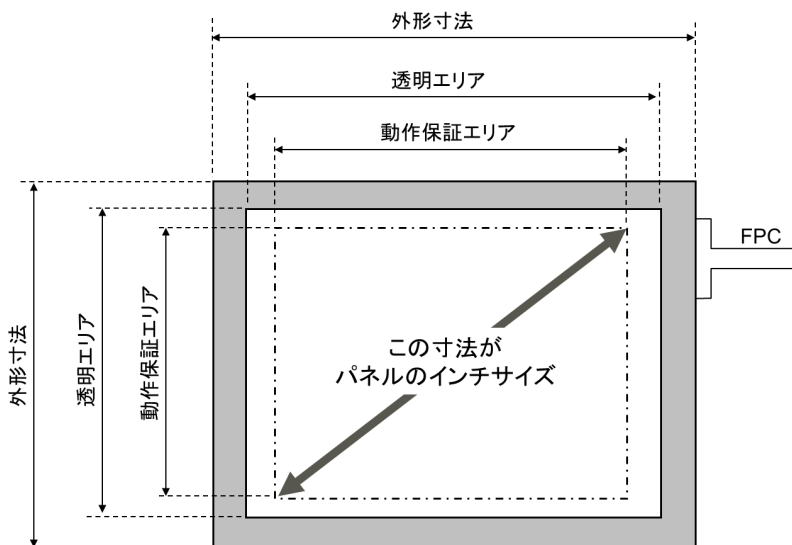 外形寸法
透明エリア
動作保証エリア
FPC
外形寸法
透明エリア
動作保証エリア
この寸法が
パネルのインチサイズ